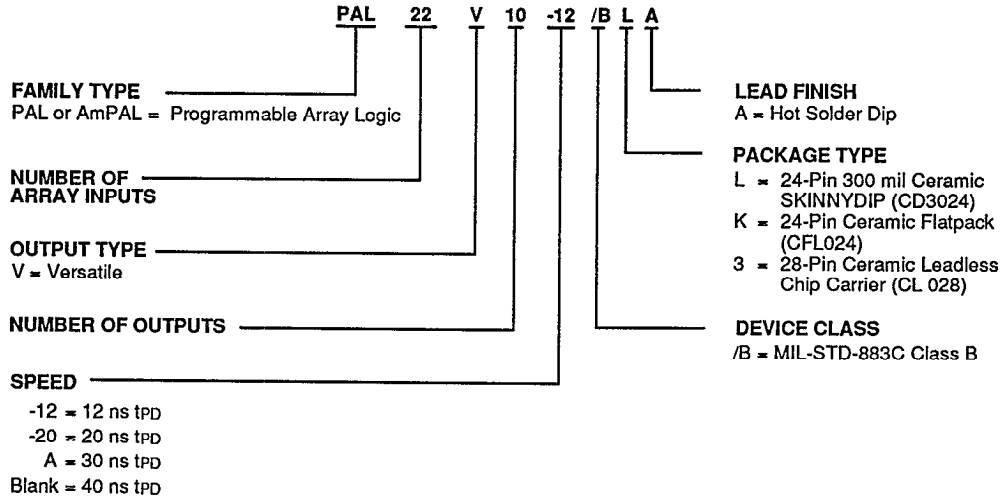 PAL 22 V 10 -12 /B L A
FAMILY TYPE
PAL or AmPAL = Programmable Array Logic
NUMBER OF
ARRAY INPUTS
OUTPUT TYPE
V = Versatile
NUMBER OF OUTPUTS
SPEED
-12 = 12 ns tPD
-20 = 20 ns tPD
A = 30 ns tPD
Blank = 40 ns tPD
LEAD FINISH
A = Hot Solder Dip
PACKAGE TYPE
L = 24-Pin 300 mil Ceramic
SKINNYDIP (CD3024)
K = 24-Pin Ceramic Flatpack
(CFL024)
3 = 28-Pin Ceramic Leadless
Chip Carrier (CL 028)
DEVICE CLASS
/B = MIL-STD-883C Class B